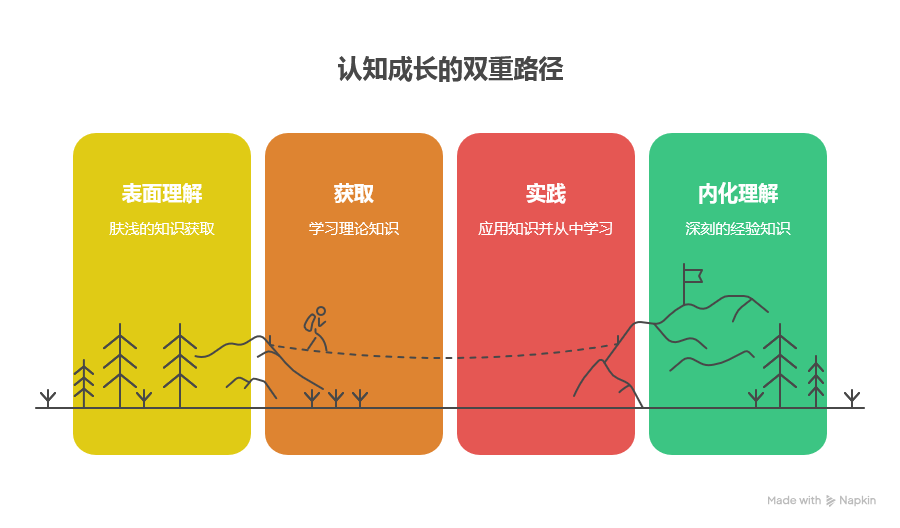 认知成长的双重路径
表面理解
肤浅的知识获取
获取
学习理论知识
实践
应用知识并从中学习
内化理解
深刻的经验知识
Made with Napkin